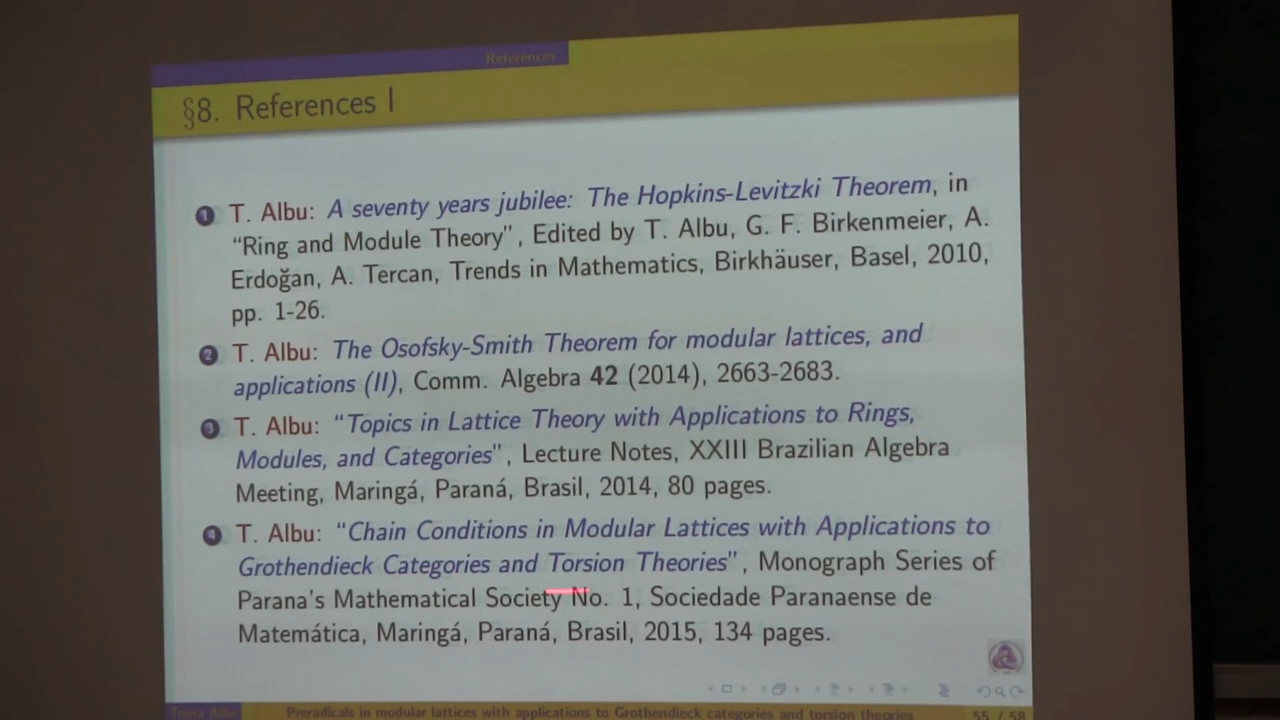 References
§8. References I
1 T. Albu: A seventy years jubilee: The Hopkins-Levitzki Theorem, in
"Ring and Module Theory", Edited by T. Albu, G. F. Birkenmeier, A.
Erdoğan, A. Tercan, Trends in Mathematics, Birkhäuser, Basel, 2010,
pp. 1-26.
2 T. Albu: The Osofsky-Smith Theorem for modular lattices, and
applications (II), Comm. Algebra 42 (2014), 2663-2683.
3 T. Albu: "Topics in Lattice Theory with Applications to Rings,
Modules, and Categories", Lecture Notes, XXIII Brazilian Algebra
Meeting, Maringá, Paraná, Brasil, 2014, 80 pages.
4 T. Albu: "Chain Conditions in Modular Lattices with Applications to
Grothendieck Categories and Torsion Theories", Monograph Series of
Parana's Mathematical Society No. 1, Sociedade Paranaense de
Matemática, Maringá, Paraná, Brasil, 2015, 134 pages.
Toma Albu Preradicals in modular lattices with applications to Grothendieck categories and torsion theories 55 / 58